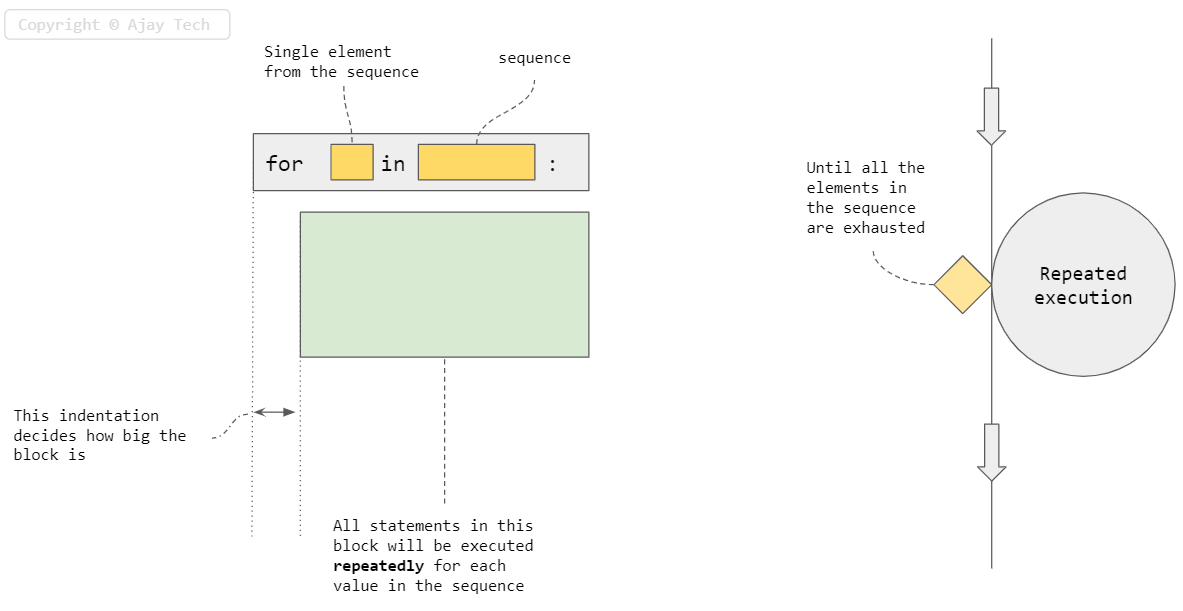 Copyright © Ajay Tech
Single element
from the sequence
sequence
for in :
This indentation
decides how big the
block is
All statements in this
block will be executed
repeatedly for each
value in the sequence
Until all the
elements in
the sequence
are exhausted
Repeated
execution